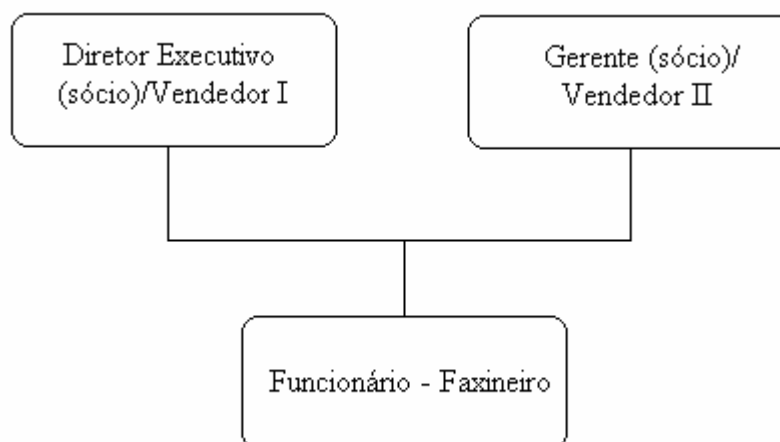 Diretor Executivo
(sócio)/Vendedor I
Gerente (sócio)/
Vendedor II
Funcionário - Faxineiro